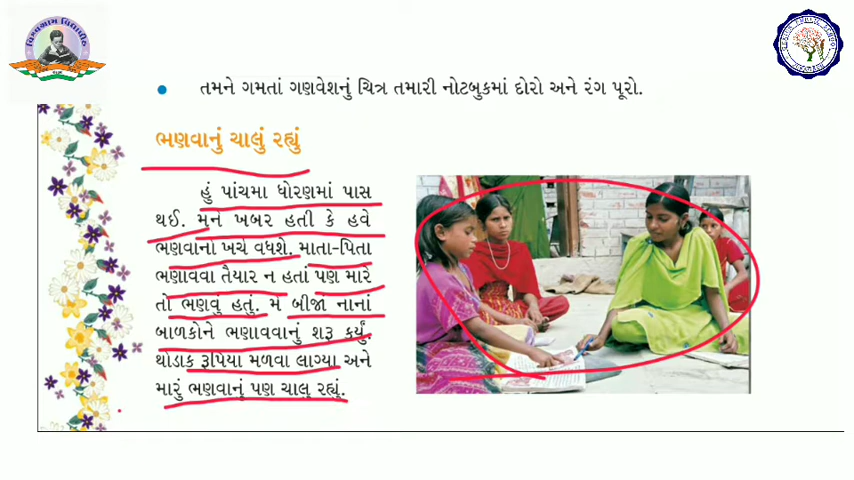 વિશ્વગ્રામ વિદ્યાપીઠ
તમને ગમતાં ગણવેશનું ચિત્ર તમારી નોટબુકમાં દોરો અને રંગ પૂરો.
ભણવાનું ચાલું રહ્યું
હું પાંચમા ધોરણમાં પાસ
થઈ. મને ખબર હતી કે હવે
ભણવાનો ખર્ચ વધશે. માતા-પિતા
ભણાવવા તૈયાર ન હતાં પણ મારે
તો ભણવું હતું. મેં બીજાં નાનાં
બાળકોને ભણાવવાનું શરૂ કર્યું.
થોડાક રૂપિયા મળવા લાગ્યા અને
મારું ભણવાનું પણ ચાલુ રહ્યું.